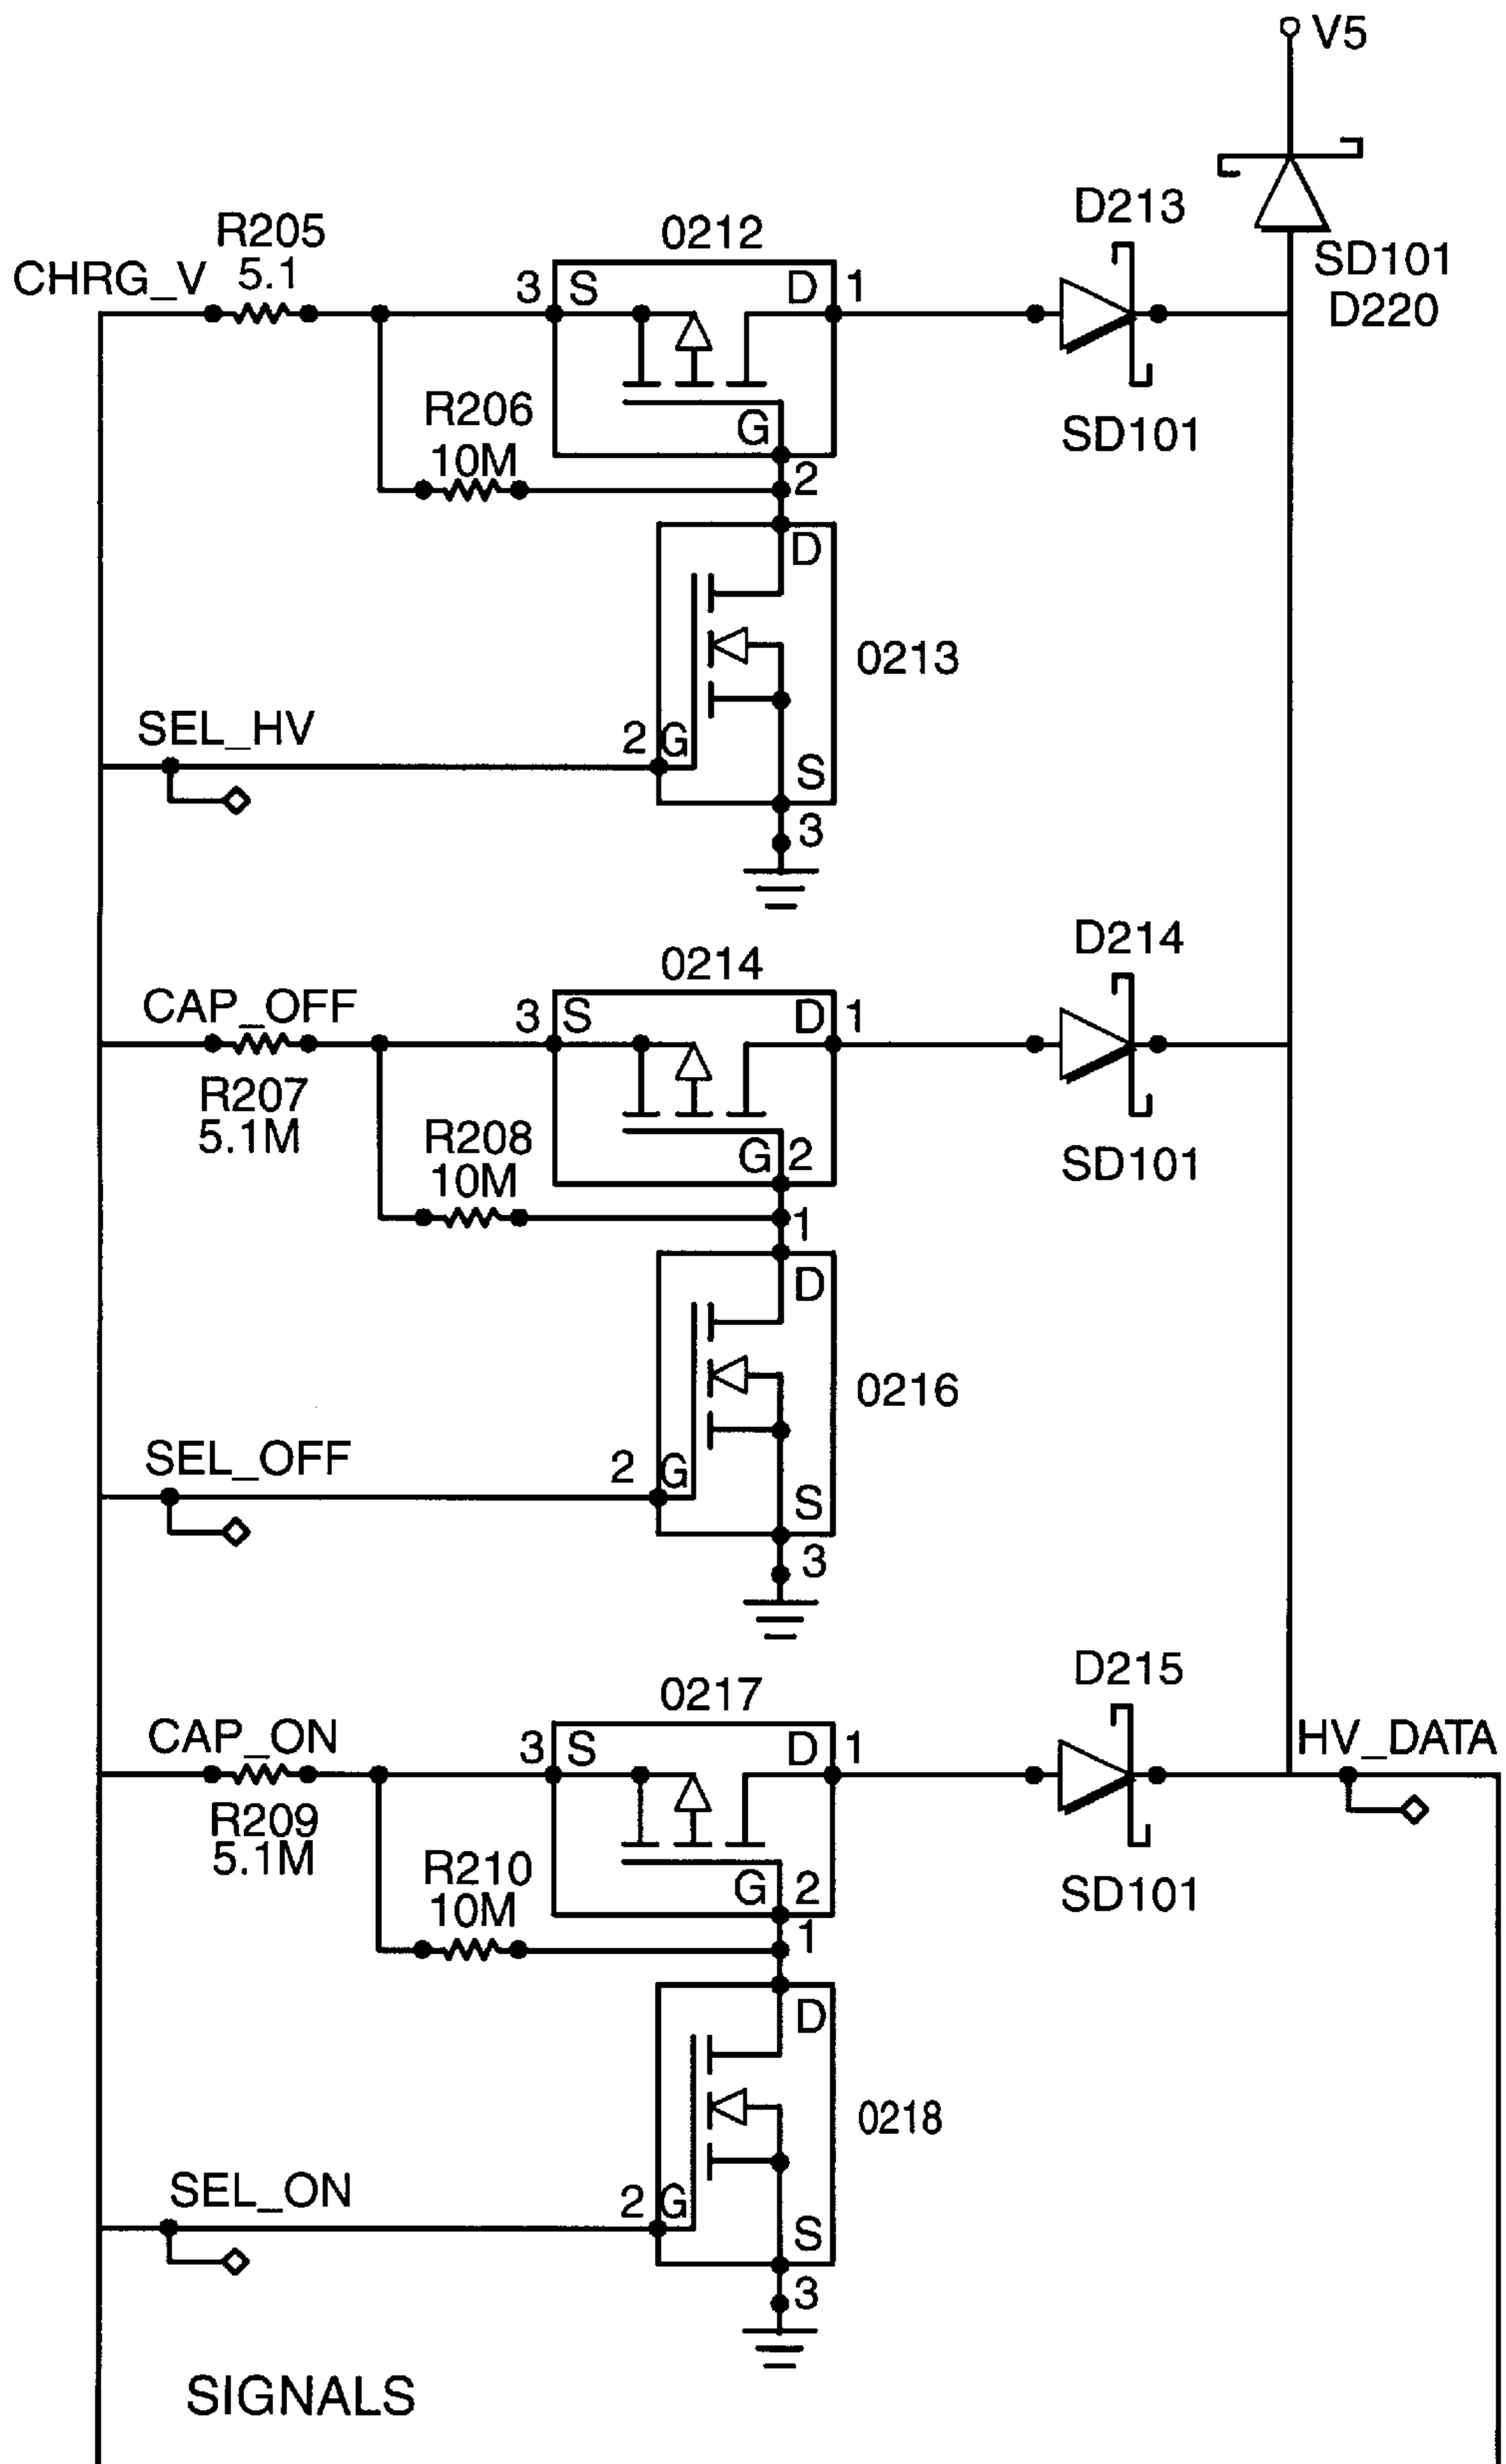 V5
D213
R205
0212
SD101
CHRG_V
5.1
3
S
D
1
D220
R206
G
SD101
10M
2
D
0213
SEL_HV
2
G
S
3
D214
0214
CAP_OFF
3
S
D
1
R207
5.1M
R208
G
2
SD101
10M
1
D
0216
SEL_OFF
2
G
S
3
D215
0217
CAP_ON
3
S
D
1
HV_DATA
R209
5.1M
R210
G
2
SD101
10M
1
D
0218
SEL_ON
2
G
S
3
SIGNALS